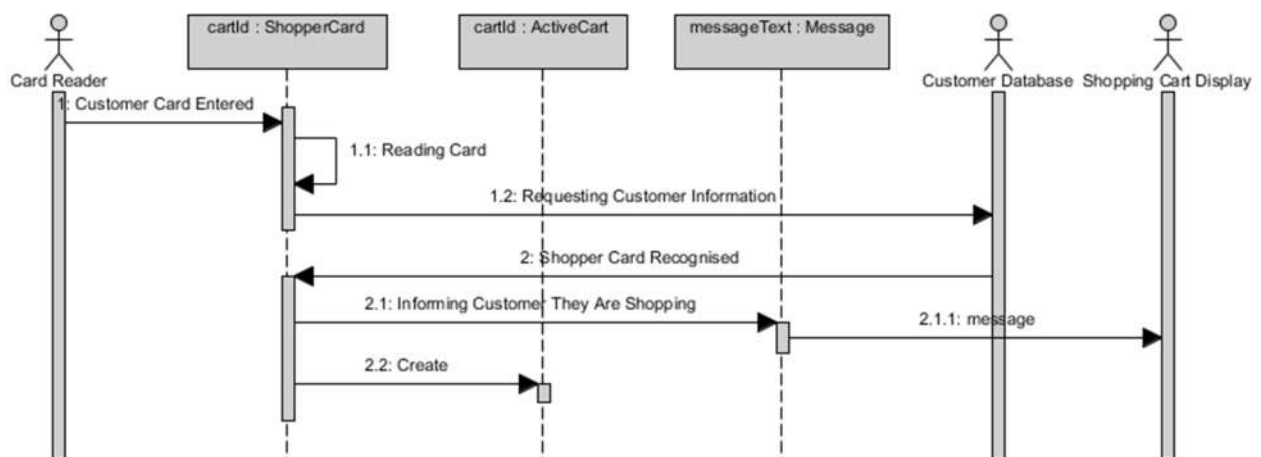 cartId : ShopperCard
cartId : ActiveCart
messageText : Message
Card Reader
Customer Database
Shopping Cart Display
1: Customer Card Entered
1.1: Reading Card
1.2: Requesting Customer Information
2: Shopper Card Recognised
2.1: Informing Customer They Are Shopping
2.1.1: message
2.2: Create